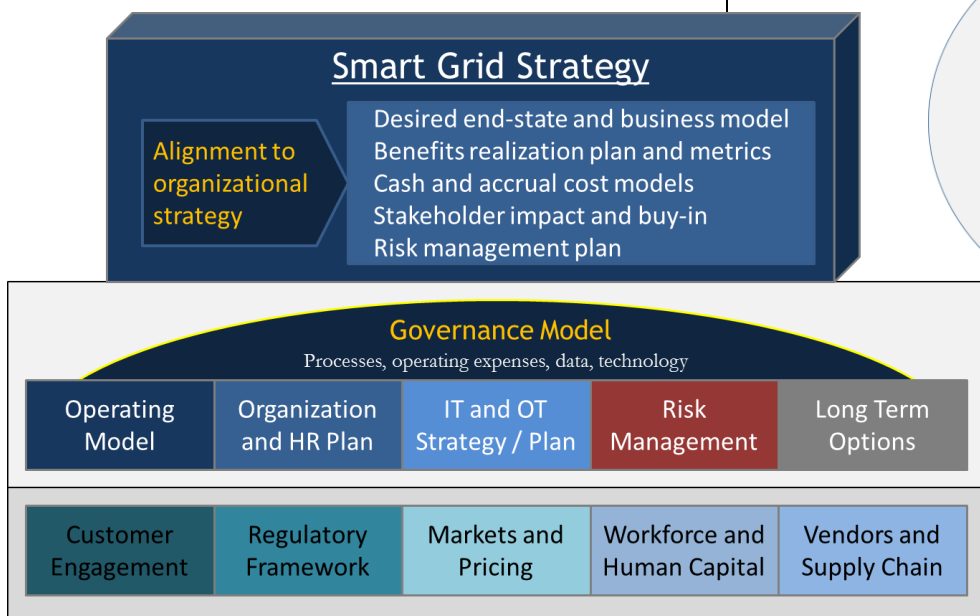 Smart Grid Strategy
Alignment to
organizational
strategy
Desired end-state and business model
Benefits realization plan and metrics
Cash and accrual cost models
Stakeholder impact and buy-in
Risk management plan
Governance Model
Processes, operating expenses, data, technology
Operating
Model
Organization
and HR Plan
IT and OT
Strategy / Plan
Risk
Management
Long Term
Options
Customer
Engagement
Regulatory
Framework
Markets and
Pricing
Workforce and
Human Capital
Vendors and
Supply Chain